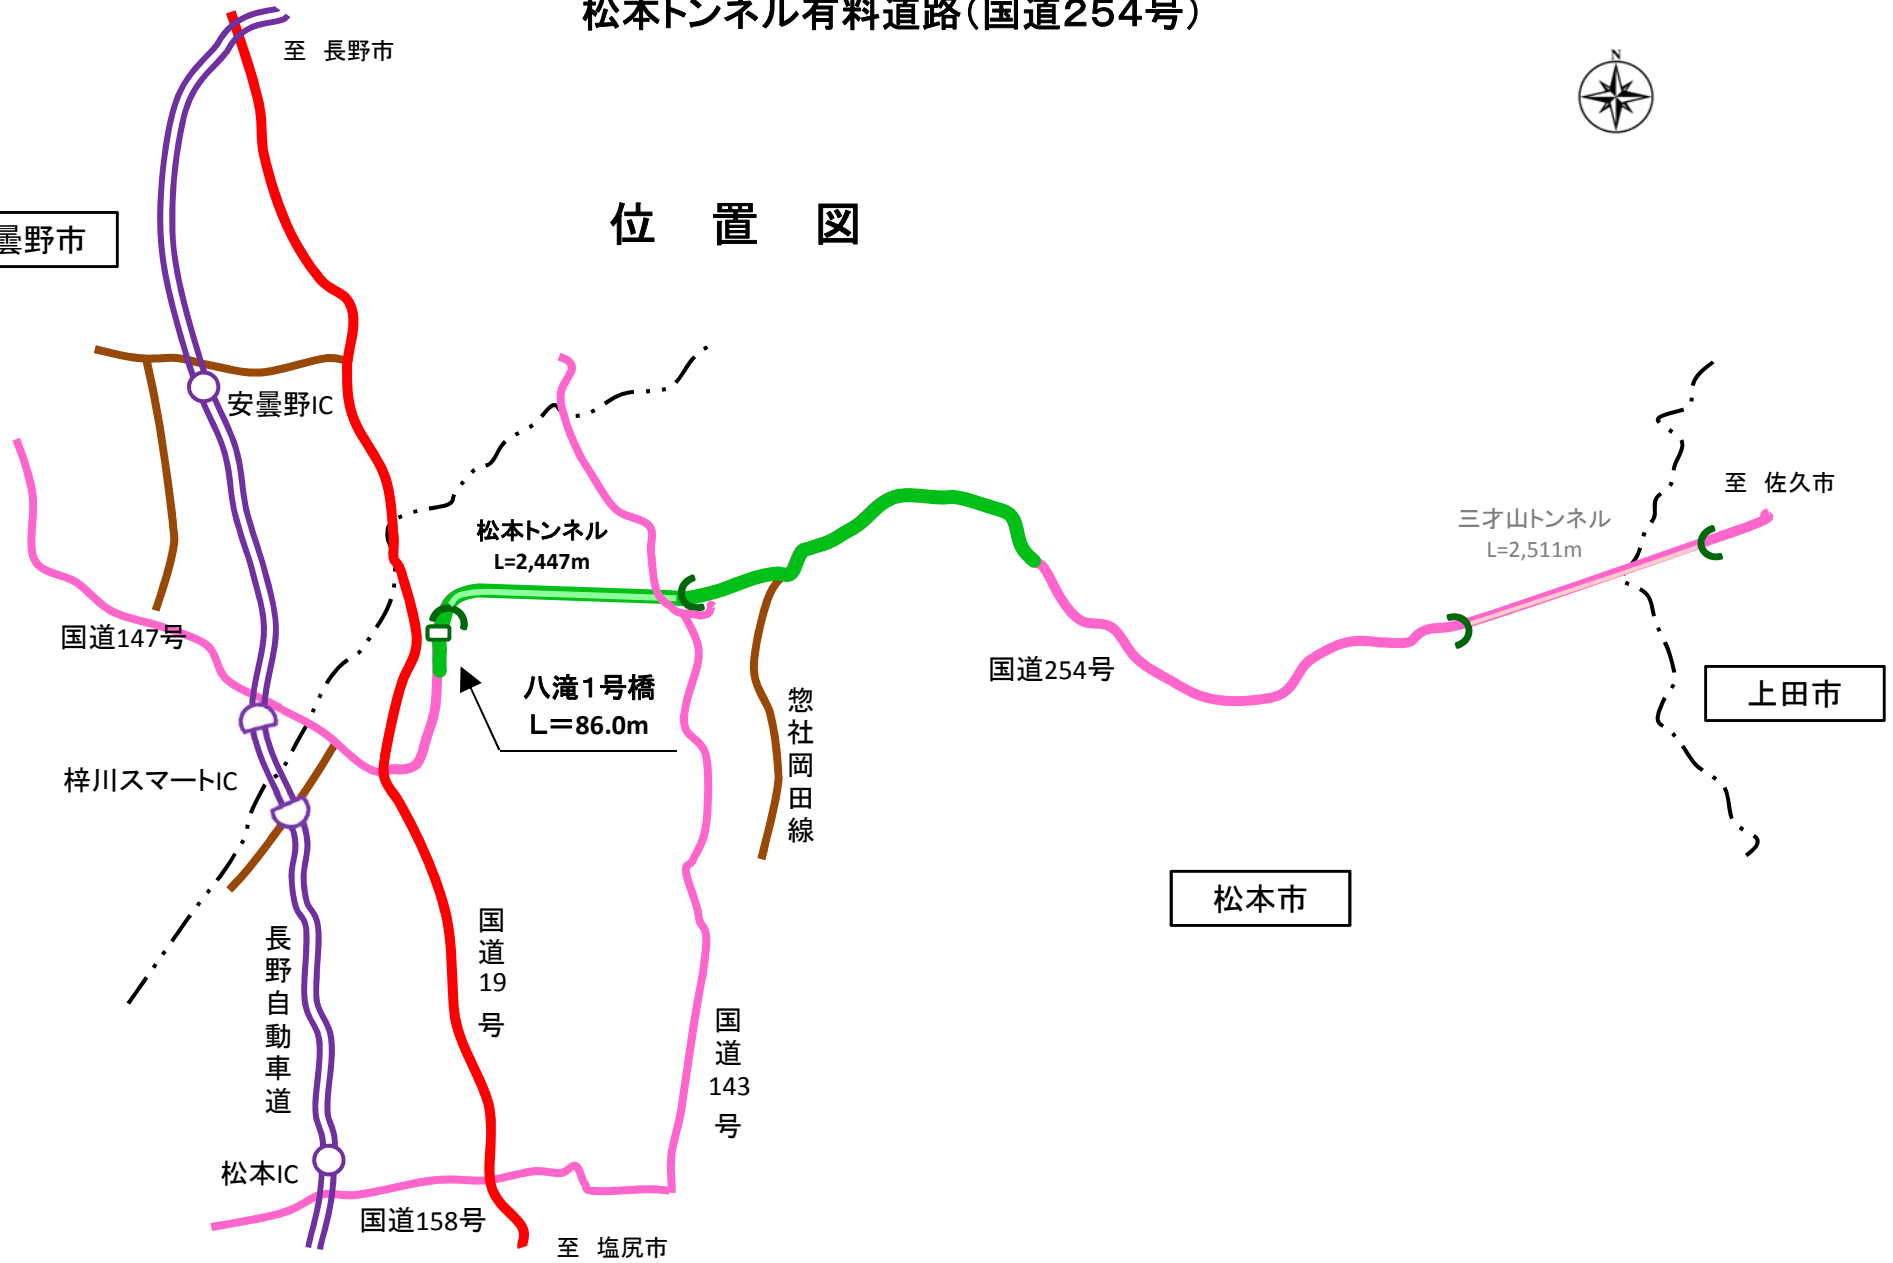 松本トンネル有料道路（国道254号）
至 長野市
N
位 置 図
曇野市
安曇野IC
至 佐久市
三才山トンネル
L=2,511m
松本トンネル
L=2,447m
国道147号
国道254号
八滝１号橋
L＝86.0m
上田市
惣社岡田線
梓川スマートIC
松本市
長野自動車道
国道19号
国道143号
松本IC
国道158号
至 塩尻市